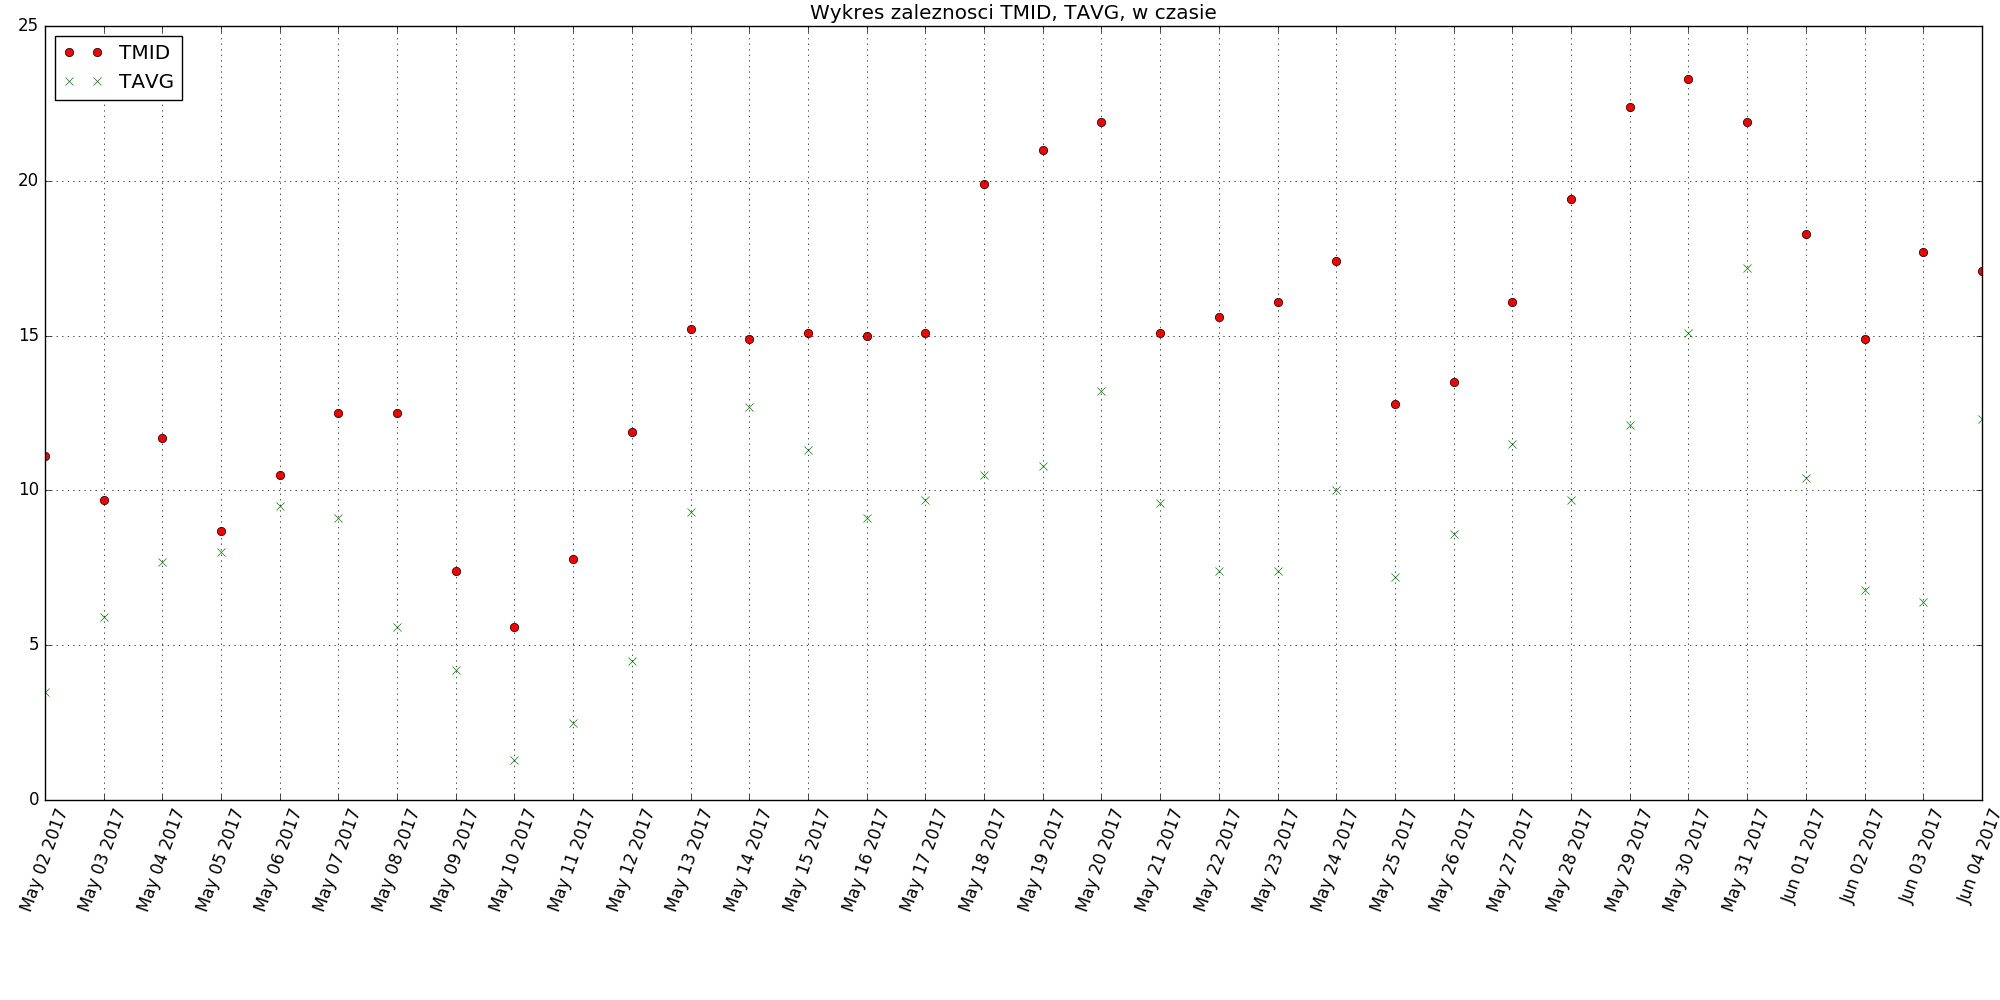 Wykres zaleznosci TMID, TAVG, w czasie
25
20
15
10
5
0
TMID
TAVG
May 02 2017
May 03 2017
May 04 2017
May 05 2017
May 06 2017
May 07 2017
May 08 2017
May 09 2017
May 10 2017
May 11 2017
May 12 2017
May 13 2017
May 14 2017
May 15 2017
May 16 2017
May 17 2017
May 18 2017
May 19 2017
May 20 2017
May 21 2017
May 22 2017
May 23 2017
May 24 2017
May 25 2017
May 26 2017
May 27 2017
May 28 2017
May 29 2017
May 30 2017
May 31 2017
Jun 01 2017
Jun 02 2017
Jun 03 2017
Jun 04 2017